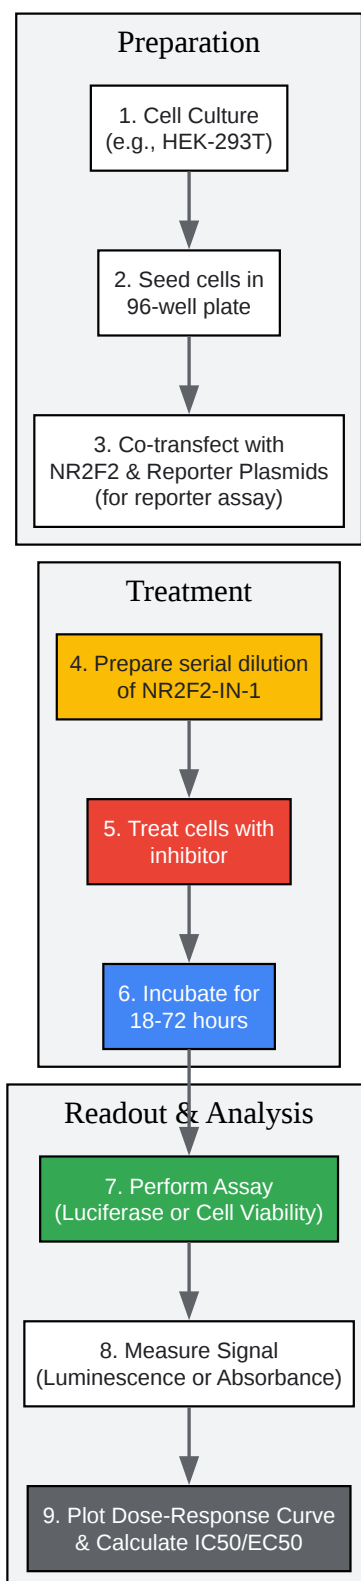 Preparation
1. Cell Culture
(e.g., HEK-293T)
2. Seed cells in
96-well plate
3. Co-transfect with
NR2F2 & Reporter Plasmids
(for reporter assay)
Treatment
4. Prepare serial dilution
of NR2F2-IN-1
5. Treat cells with
inhibitor
6. Incubate for
18-72 hours
Readout & Analysis
7. Perform Assay
(Luciferase or Cell Viability)
8. Measure Signal
(Luminescence or Absorbance)
9. Plot Dose-Response Curve
& Calculate IC50/EC50